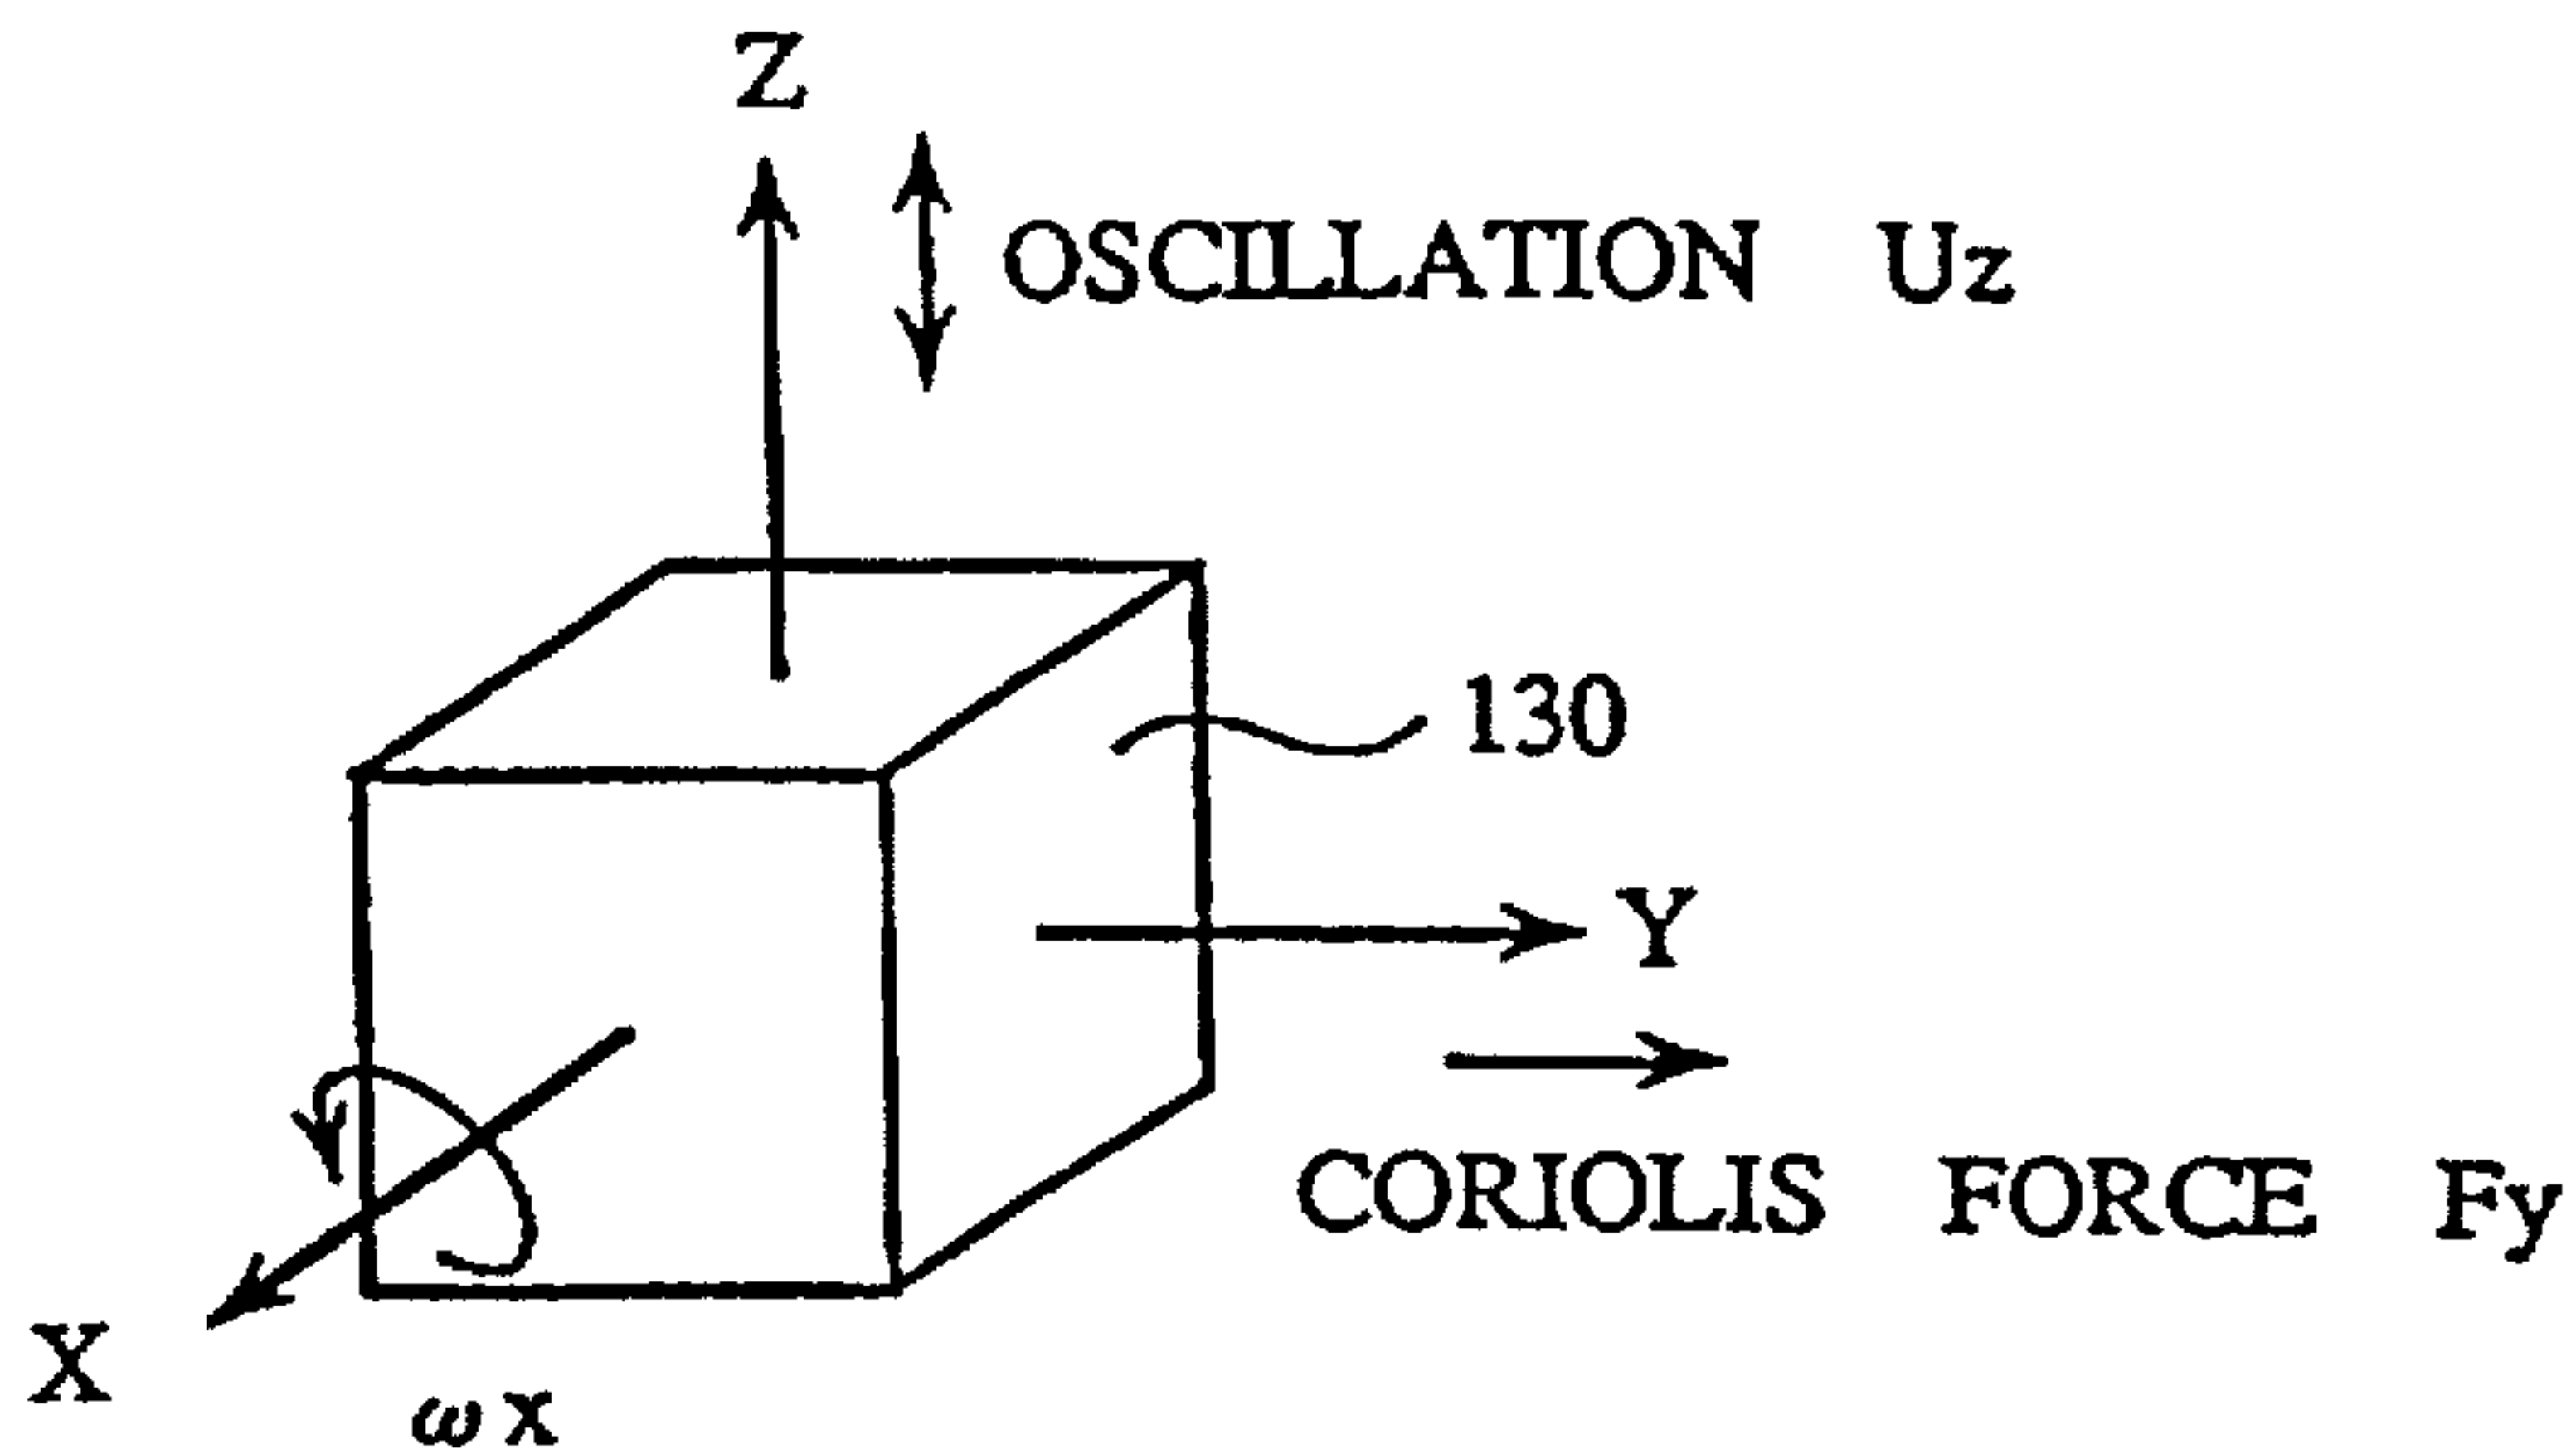 Z
OSCILLATION Uz
130
Y
CORIOLIS FORCE Fy
X
ωx